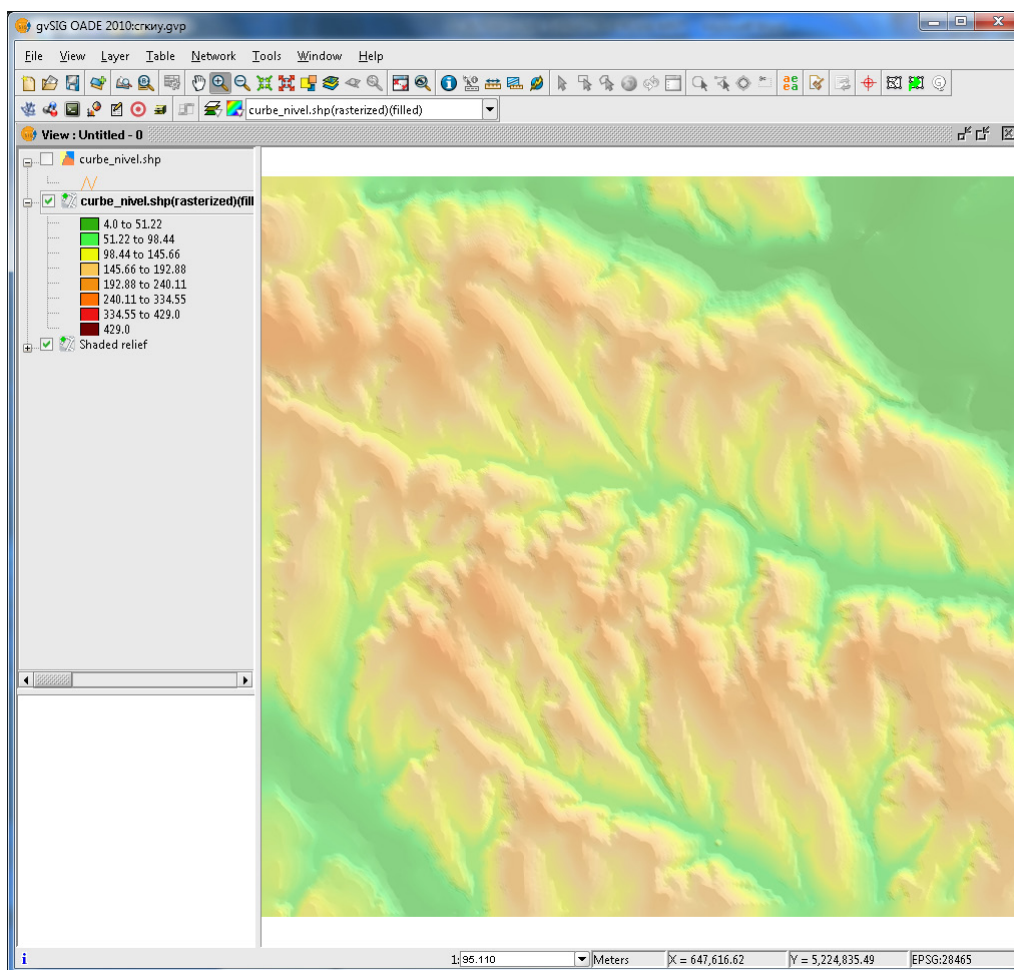 gvSIG OADE 2010:сгкиу.gvp
File View Layer Table Network Tools Window Help
curbe_nivel.shp(rasterized)(filled)
View : Untitled - 0
curbe_nivel.shp
curbe_nivel.shp(rasterized)(fill
4.0 to 51.22
51.22 to 98.44
98.44 to 145.66
145.66 to 192.88
192.88 to 240.11
240.11 to 334.55
334.55 to 429.0
429.0
Shaded relief
1: 95.110 Meters X = 647,616.62 Y = 5,224,835.49 EPSG:28465